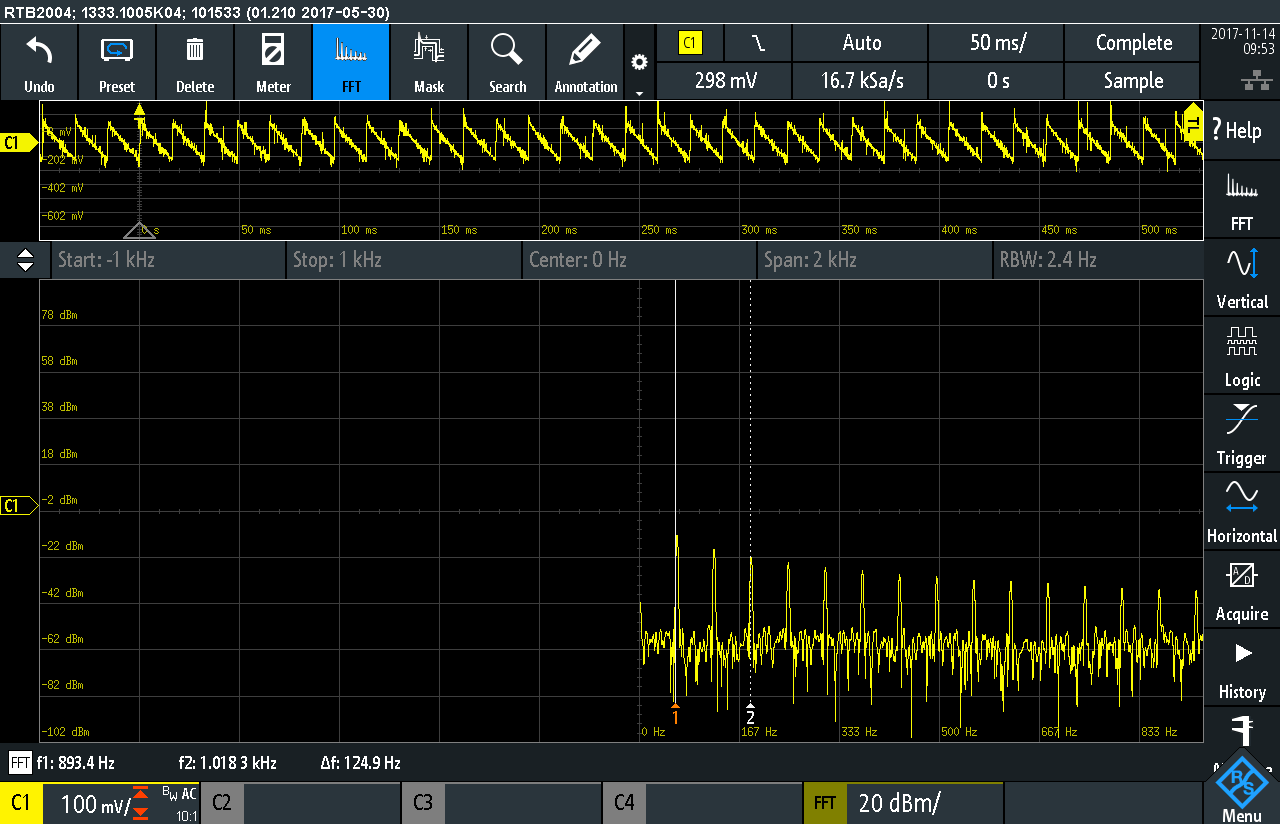 RTB2004; 1333.1005K04; 101533 (01.210 2017-05-30)
Undo
Preset
Delete
Meter
FFT
Mask
Search
Annotation
C1
Auto
50 ms/
Complete
298 mV
16.7 kSa/s
0 s
Sample
2017-11-14
09:53
C1
-202 mV
-402 mV
-602 mV
0 s
50 ms
100 ms
150 ms
200 ms
250 ms
300 ms
350 ms
400 ms
450 ms
500 ms
TL
? Help
Start: -1 kHz
Stop: 1 kHz
Center: 0 Hz
Span: 2 kHz
RBW: 2.4 Hz
FFT
Vertical
Logic
Trigger
Horizontal
Acquire
History
78 dBm
58 dBm
38 dBm
18 dBm
C1
-2 dBm
-22 dBm
-42 dBm
-62 dBm
-82 dBm
-102 dBm
1
2
0 Hz
167 Hz
333 Hz
500 Hz
667 Hz
833 Hz
FFT f1: 893.4 Hz
f2: 1.018 3 kHz
Δf: 124.9 Hz
C1
100 mV/
BW AC
10:1
C2
C3
C4
FFT
20 dBm/
R&S
Menu